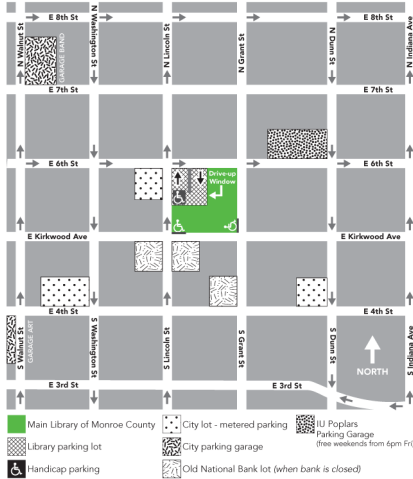 E 8th St
E 8th St
N Walnut St
N Washington St
N Lincoln St
N Grant St
N Dunn St
N Indiana Ave
GARAGE BAND
E 7th St
E 7th St
E 6th St
E 6th St
Drive-up
Window
E Kirkwood Ave
E Kirkwood Ave
E 4th St
E 4th St
S Walnut St
GARAGE ART
S Washington St
S Lincoln St
S Grant St
S Dunn St
S Indiana Ave
NORTH
E 3rd St
E 3rd St
Main Library of Monroe County
Library parking lot
Handicap parking
City lot - metered parking
City parking garage
Old National Bank lot (when bank is closed)
IU Poplars
Parking Garage
(free weekends from 6pm Fri)